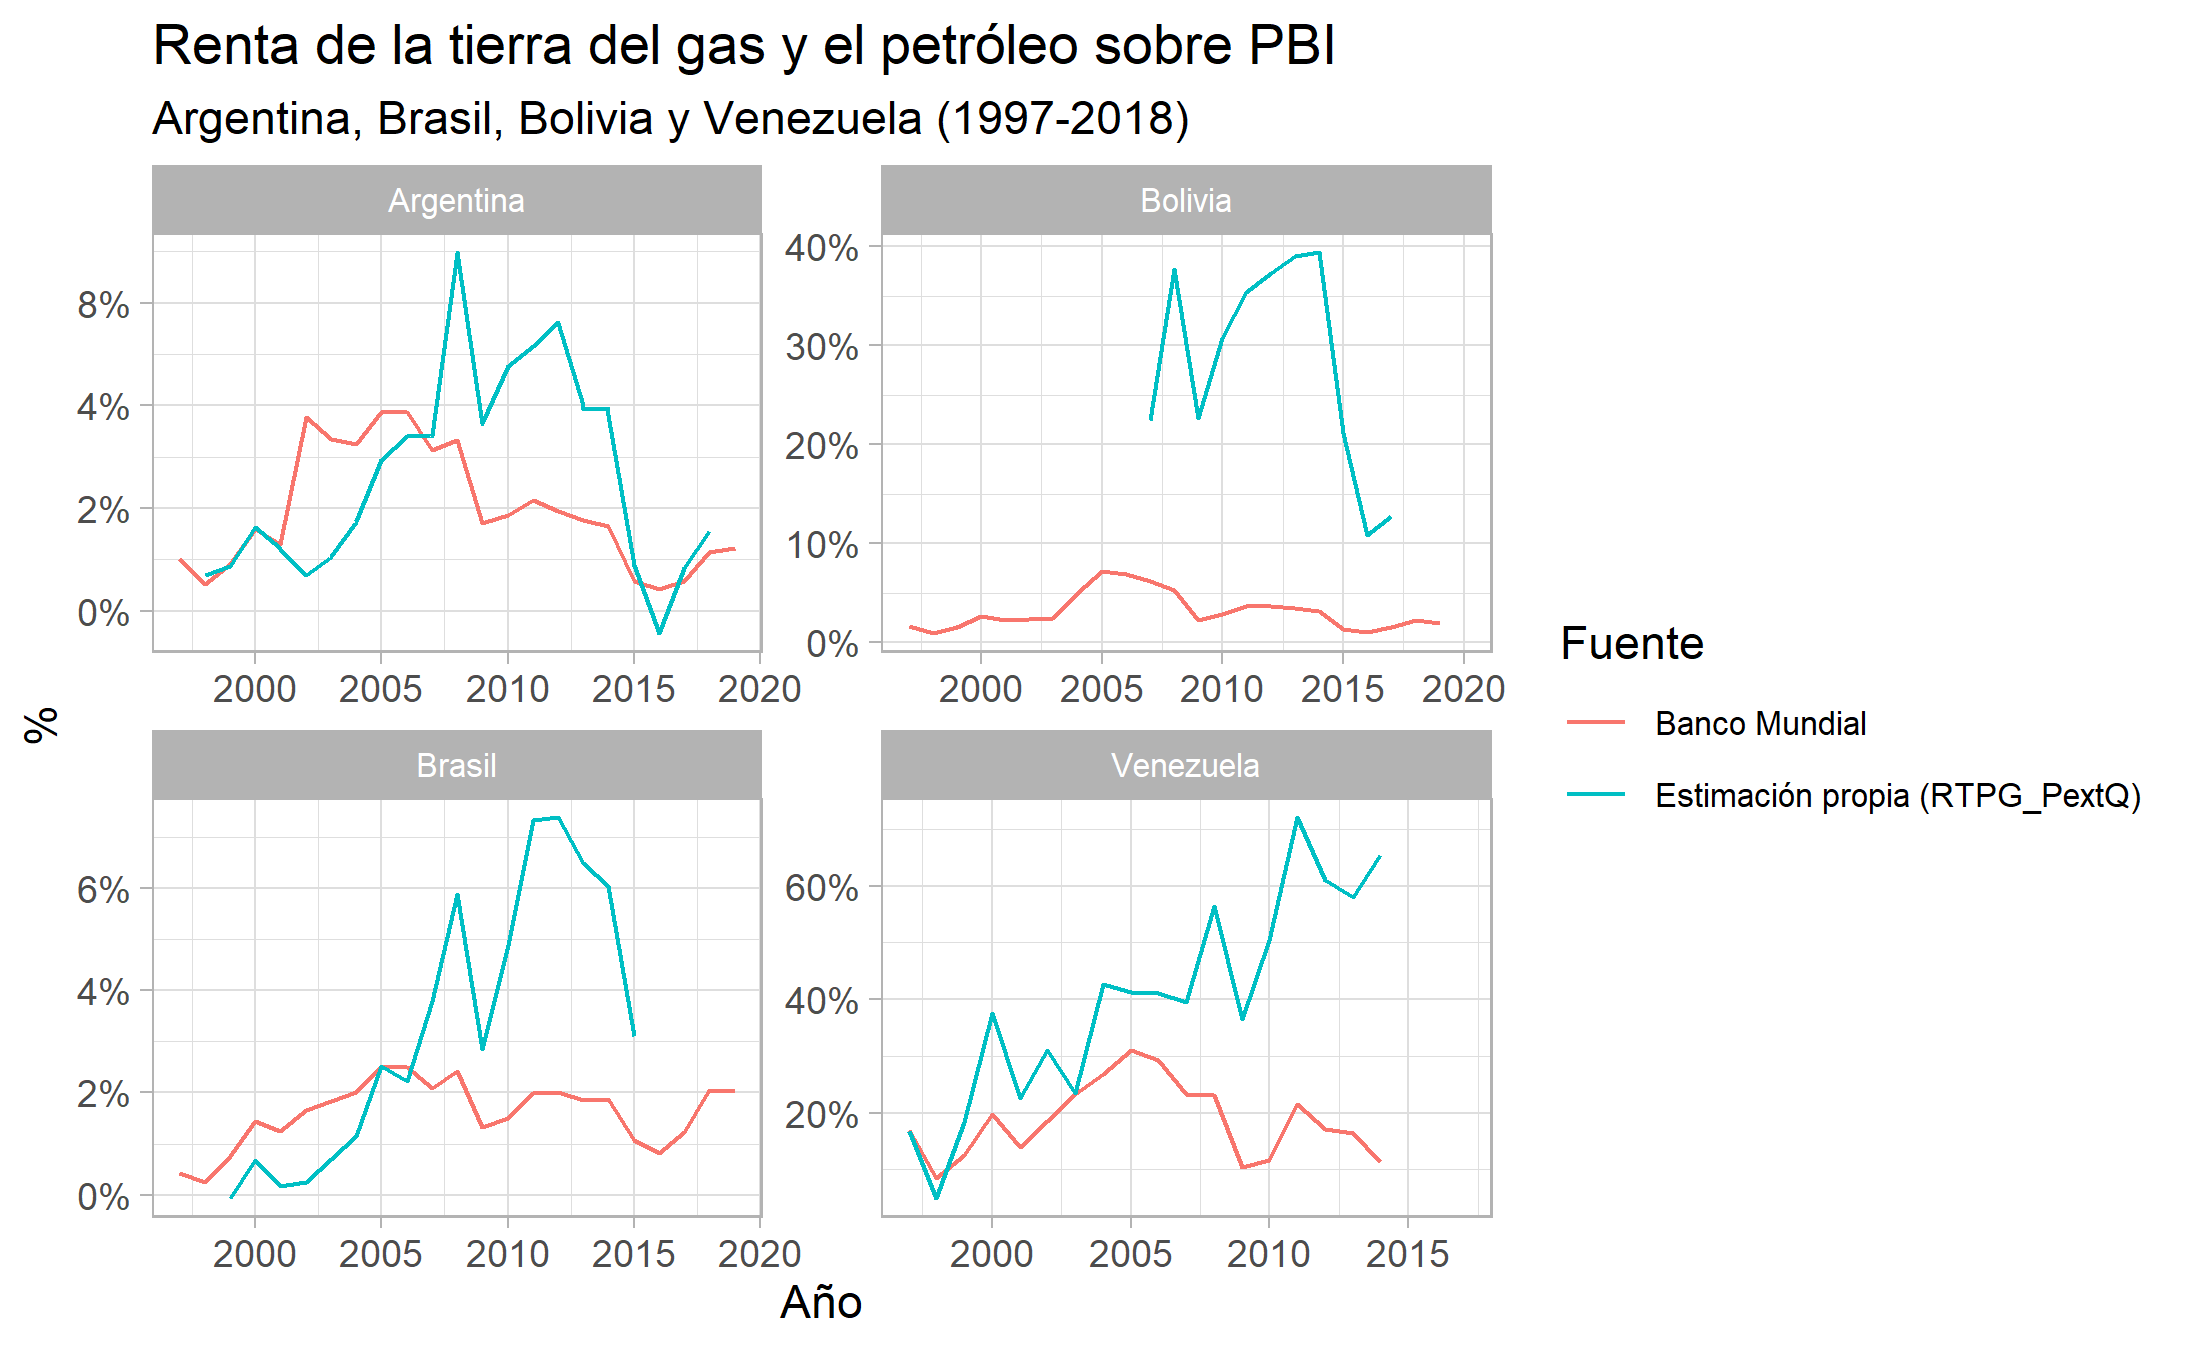 Renta de la tierra del gas y el petróleo sobre PBI
Argentina, Brasil, Bolivia y Venezuela (1997-2018)
Argentina
8%
4%
2%
0%
2000 2005 2010 2015 2020
Bolivia
40%
30%
20%
10%
0%
2000 2005 2010 2015 2020
%
Brasil
6%
4%
2%
0%
2000 2005 2010 2015 2020
Venezuela
60%
40%
20%
2000 2005 2010 2015
Año
Fuente
Banco Mundial
Estimación propia (RTPG_PextQ)